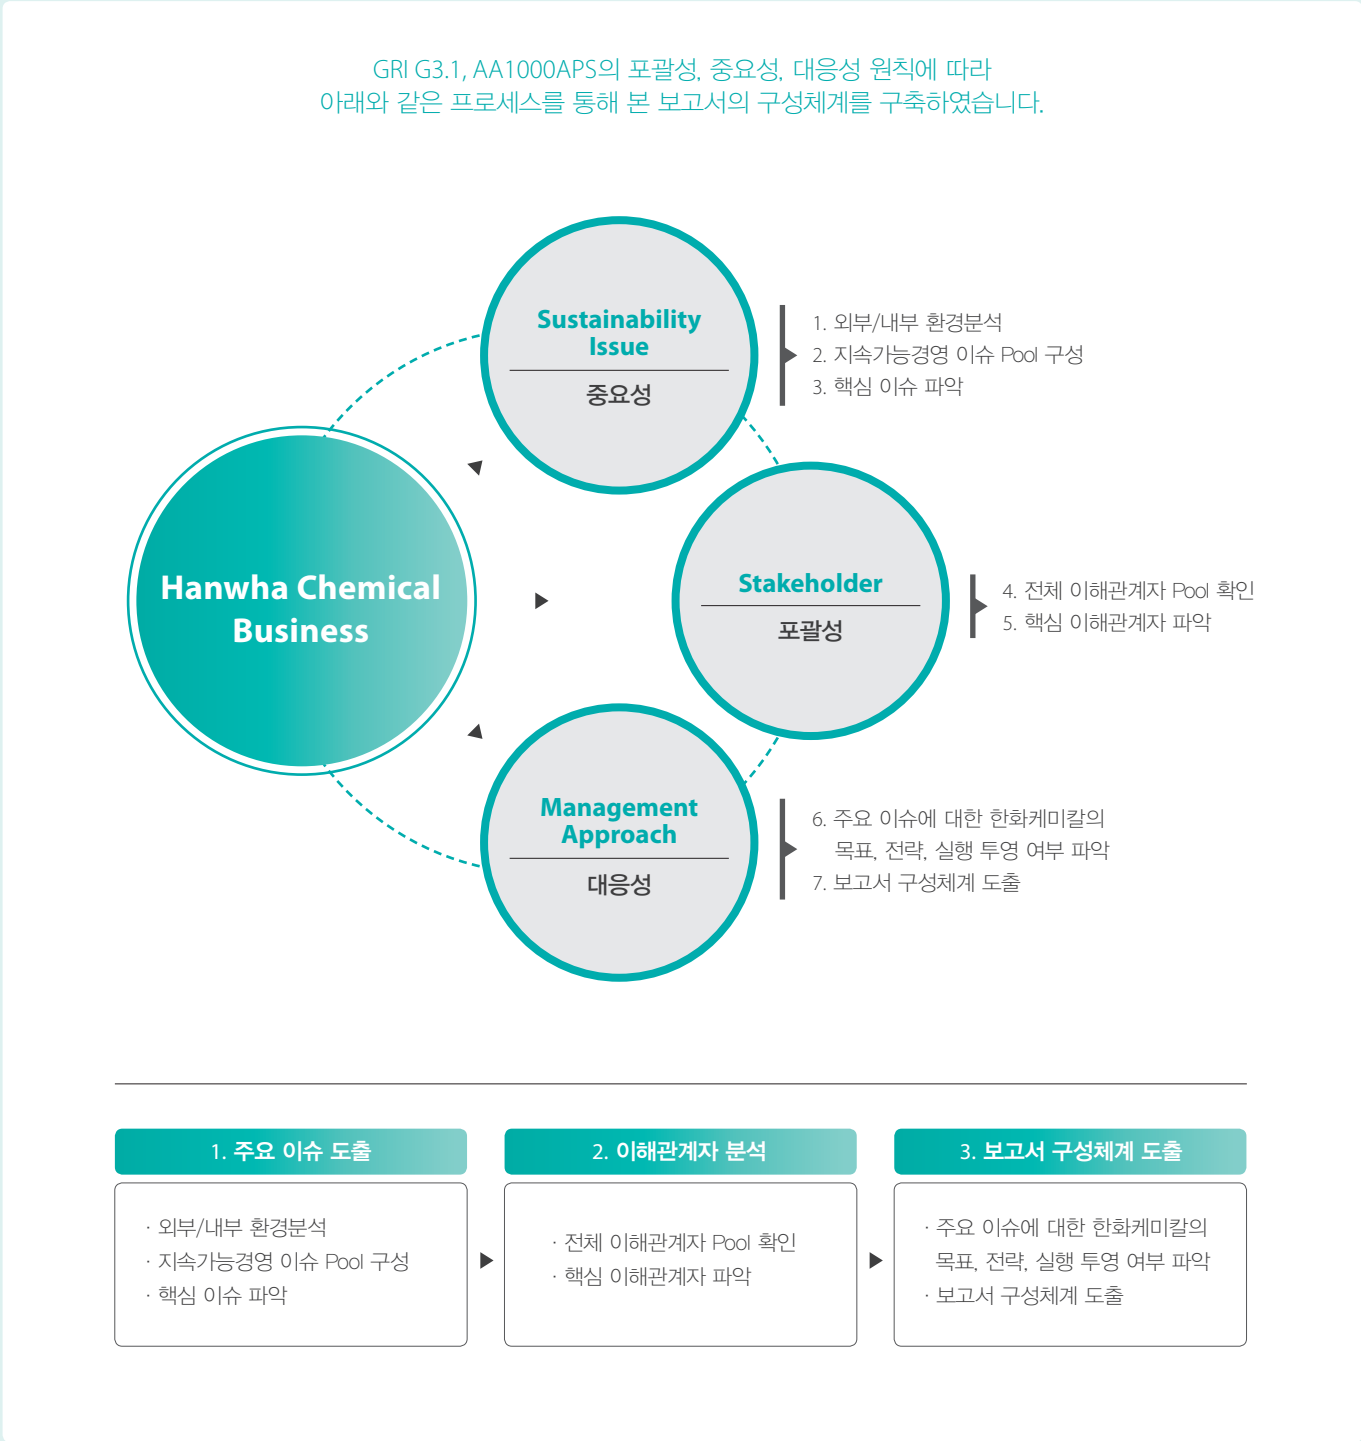 GRI G3.1, AA1000APS의 포괄성, 중요성, 대응성 원칙에 따라
아래와 같은 프로세스를 통해 본 보고서의 구성체계를 구축하였습니다.
Sustainability
Issue
중요성
1. 외부/내부 환경분석
2. 지속가능경영 이슈 Pool 구성
3. 핵심 이슈 파악
Hanwha Chemical
Business
Stakeholder
포괄성
4. 전체 이해관계자 Pool 확인
5. 핵심 이해관계자 파악
Management
Approach
대응성
6. 주요 이슈에 대한 한화케미칼의
목표, 전략, 실행 투영 여부 파악
7. 보고서 구성체계 도출
1. 주요 이슈 도출
· 외부/내부 환경분석
· 지속가능경영 이슈 Pool 구성
· 핵심 이슈 파악
2. 이해관계자 분석
· 전체 이해관계자 Pool 확인
· 핵심 이해관계자 파악
3. 보고서 구성체계 도출
· 주요 이슈에 대한 한화케미칼의
목표, 전략, 실행 투영 여부 파악
· 보고서 구성체계 도출